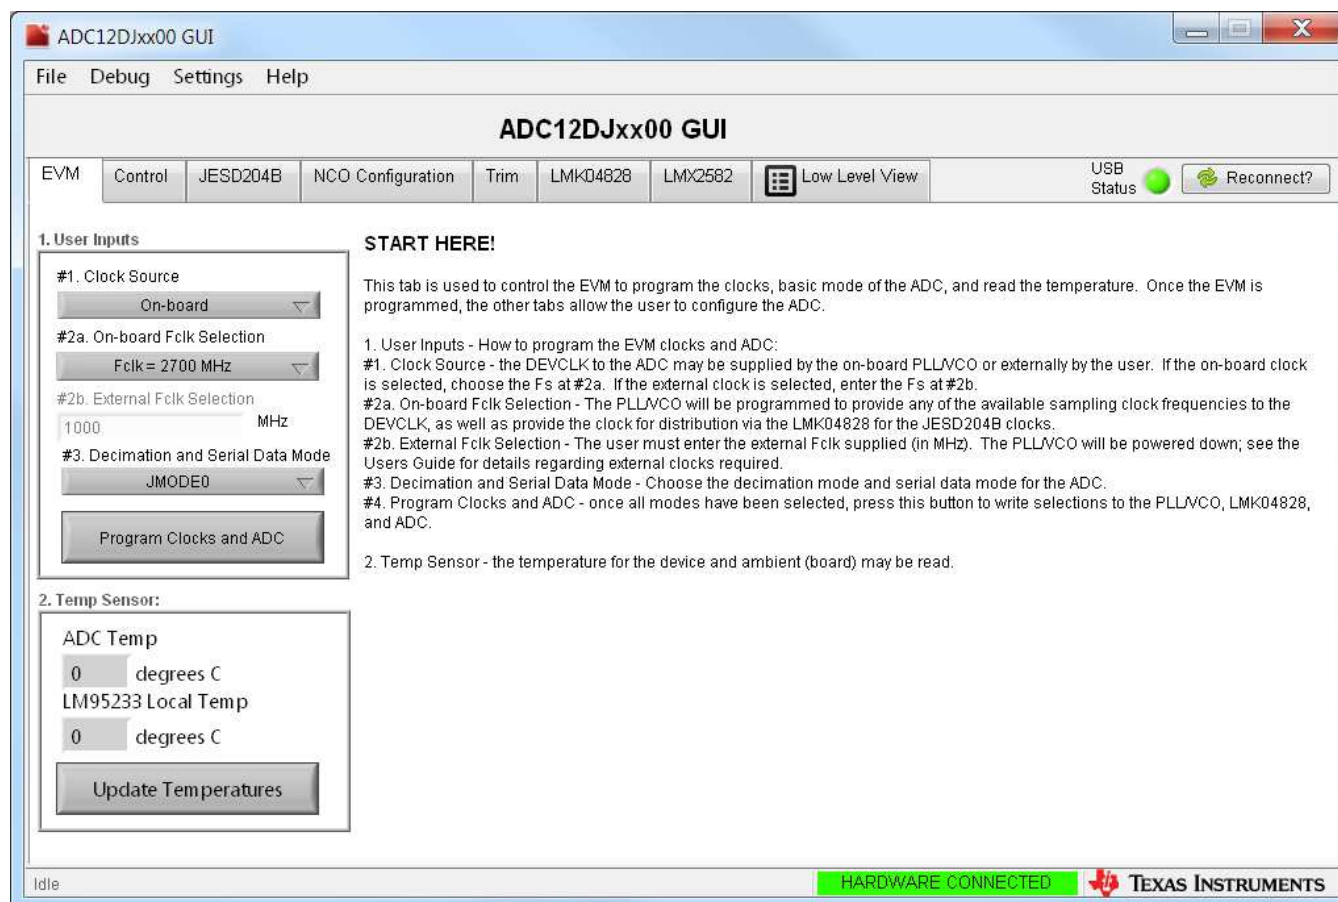 ADC12DJxx00 GUI
File Debug Settings Help
ADC12DJxx00 GUI
EVM Control JESD204B NCO Configuration Trim LMK04828 LMX2582 Low Level View
USB Status
Reconnect?
1. User Inputs
#1. Clock Source
On-board
#2a. On-board Fclk Selection
Fclk = 2700 MHz
#2b. External Fclk Selection
1000 MHz
#3. Decimation and Serial Data Mode
JMODE0
Program Clocks and ADC
2. Temp Sensor:
ADC Temp
0 degrees C
LM95233 Local Temp
0 degrees C
Update Temperatures
START HERE!
This tab is used to control the EVM to program the clocks, basic mode of the ADC, and read the temperature. Once the EVM is
programmed, the other tabs allow the user to configure the ADC.
1. User Inputs - How to program the EVM clocks and ADC:
#1. Clock Source - the DEVCLK to the ADC may be supplied by the on-board PLL/VCO or externally by the user. If the on-board clock
is selected, choose the Fs at #2a. If the external clock is selected, enter the Fs at #2b.
#2a. On-board Fclk Selection - The PLL/VCO will be programmed to provide any of the available sampling clock frequencies to the
DEVCLK, as well as provide the clock for distribution via the LMK04828 for the JESD204B clocks.
#2b. External Fclk Selection - The user must enter the external Fclk supplied (in MHz). The PLL/VCO will be powered down; see the
Users Guide for details regarding external clocks required.
#3. Decimation and Serial Data Mode - Choose the decimation mode and serial data mode for the ADC.
#4. Program Clocks and ADC - once all modes have been selected, press this button to write selections to the PLL/VCO, LMK04828,
and ADC.
2. Temp Sensor - the temperature for the device and ambient (board) may be read.
Idle
HARDWARE CONNECTED
TEXAS INSTRUMENTS